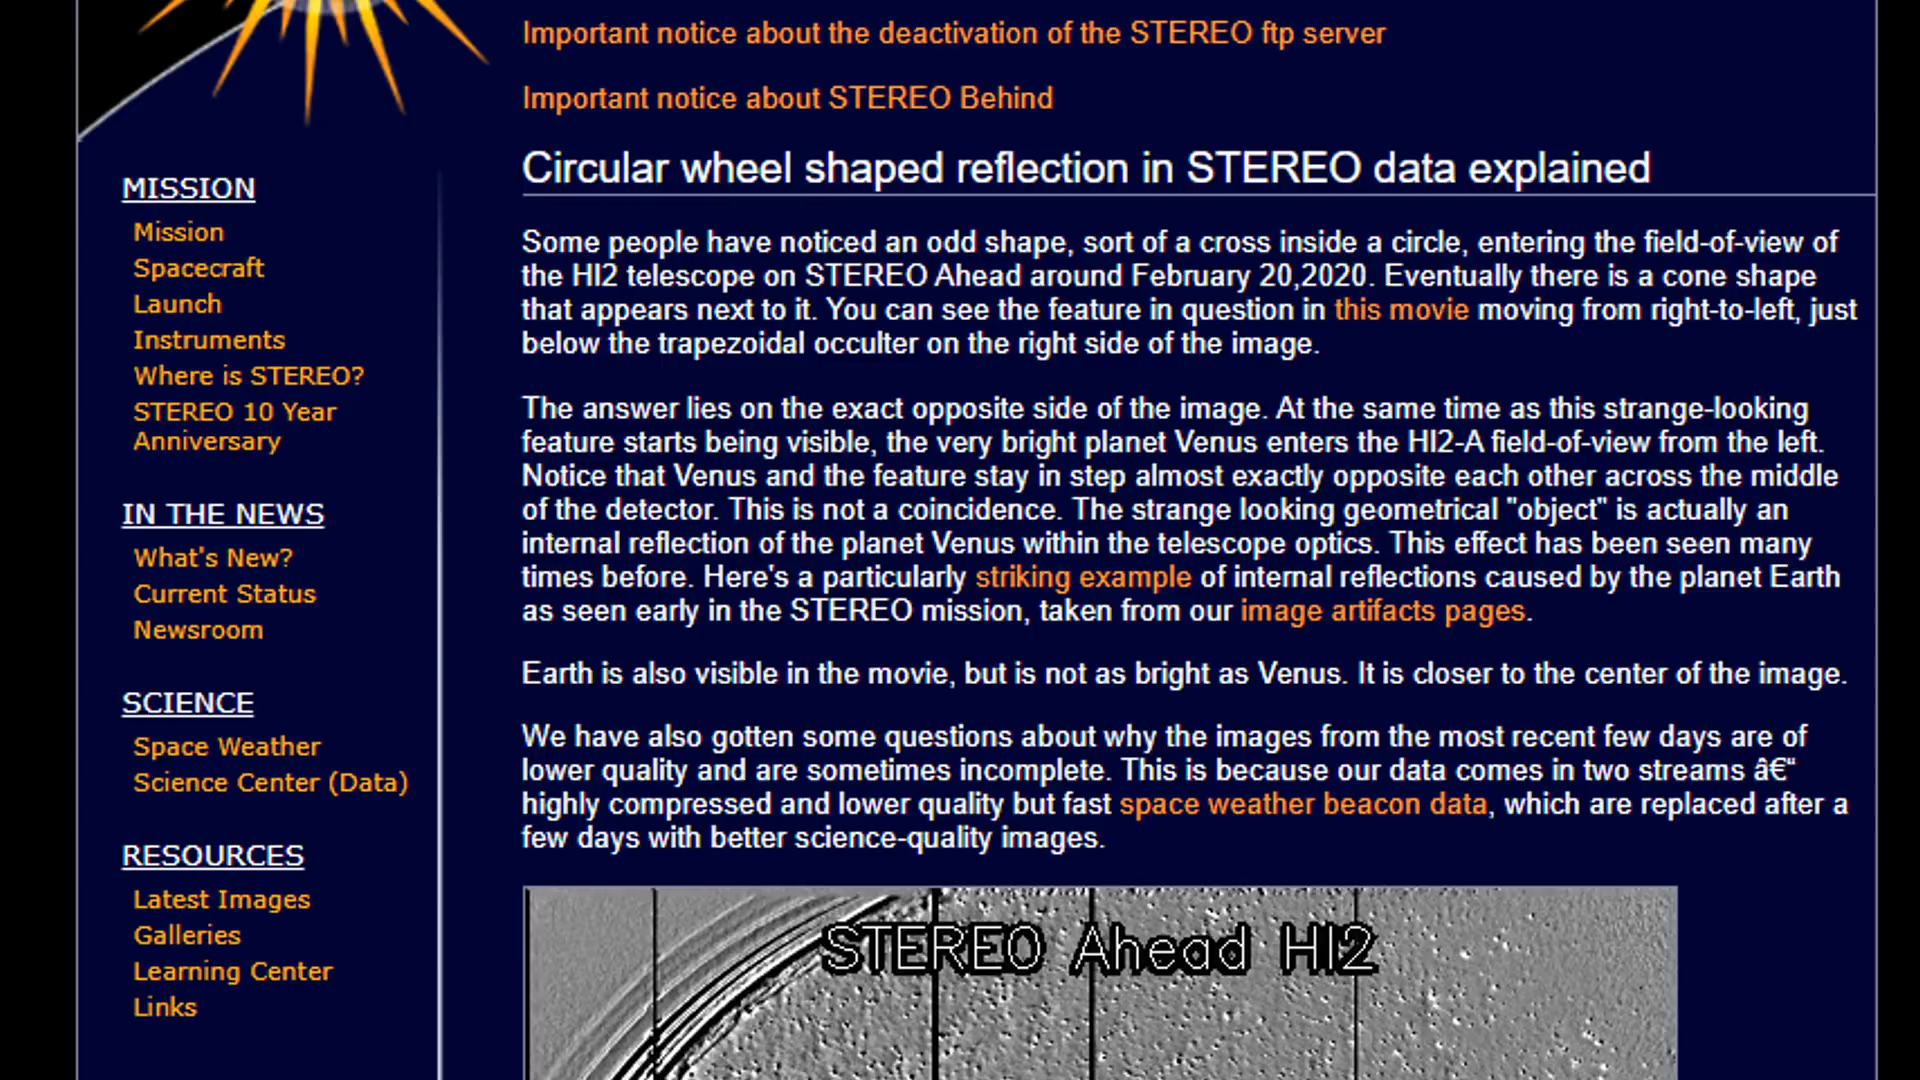 Important notice about the deactivation of the STEREO ftp server
Important notice about STEREO Behind
MISSION
Mission
Spacecraft
Launch
Instruments
Where is STEREO?
STEREO 10 Year
Anniversary
IN THE NEWS
What's New?
Current Status
Newsroom
SCIENCE
Space Weather
Science Center (Data)
RESOURCES
Latest Images
Galleries
Learning Center
Links
Circular wheel shaped reflection in STEREO data explained
Some people have noticed an odd shape, sort of a cross inside a circle, entering the field-of-view of
the HI2 telescope on STEREO Ahead around February 20,2020. Eventually there is a cone shape
that appears next to it. You can see the feature in question in this movie moving from right-to-left, just
below the trapezoidal occulter on the right side of the image.
The answer lies on the exact opposite side of the image. At the same time as this strange-looking
feature starts being visible, the very bright planet Venus enters the HI2-A field-of-view from the left.
Notice that Venus and the feature stay in step almost exactly opposite each other across the middle
of the detector. This is not a coincidence. The strange looking geometrical "object" is actually an
internal reflection of the planet Venus within the telescope optics. This effect has been seen many
times before. Here's a particularly striking example of internal reflections caused by the planet Earth
as seen early in the STEREO mission, taken from our image artifacts pages.
Earth is also visible in the movie, but is not as bright as Venus. It is closer to the center of the image.
We have also gotten some questions about why the images from the most recent few days are of
lower quality and are sometimes incomplete. This is because our data comes in two streams â€“
highly compressed and lower quality but fast space weather beacon data, which are replaced after a
few days with better science-quality images.
STEREO Ahead HI2